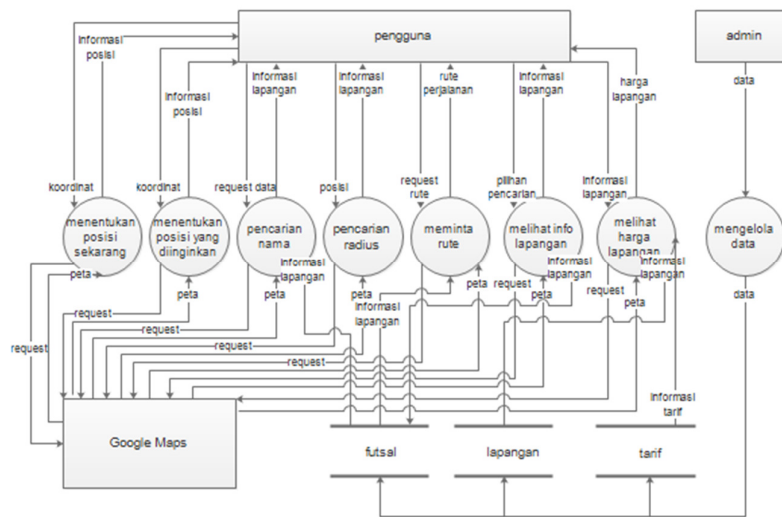 pengguna
admin
Informasi
posisi
Informasi
posisi
Informasi
lapangan
Informasi
lapangan
rute
perjalanan
Informasi
lapangan
harga
lapangan
data
koordinat
koordinat
request data
posisi
request
rute
pilihan
pencarian
Informasi
lapangan
menentukan
posisi
sekarang
menentukan
posisi yang
diinginkan
pencarian
nama
pencarian
radius
meminta
rute
melihat info
lapangan
melihat
harga
lapangan
mengelola
data
peta
peta
Informasi
lapangan
peta
peta
Informasi
lapangan
peta
request
Informasi
lapangan
peta
request
Informasi
lapangan
peta
data
request
request
request
request
Informasi
tarif
Google Maps
futsal
lapangan
tarif